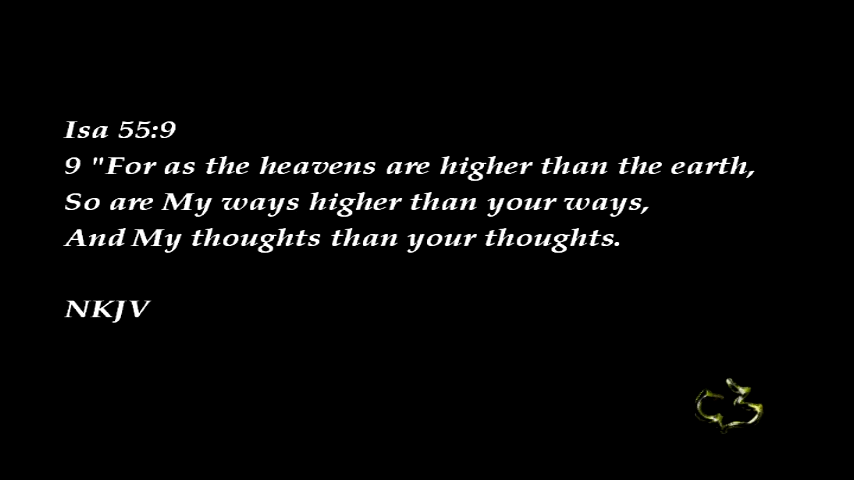 Isa 55:9
9 "For as the heavens are higher than the earth,
So are My ways higher than your ways,
And My thoughts than your thoughts.
NKJV
C3